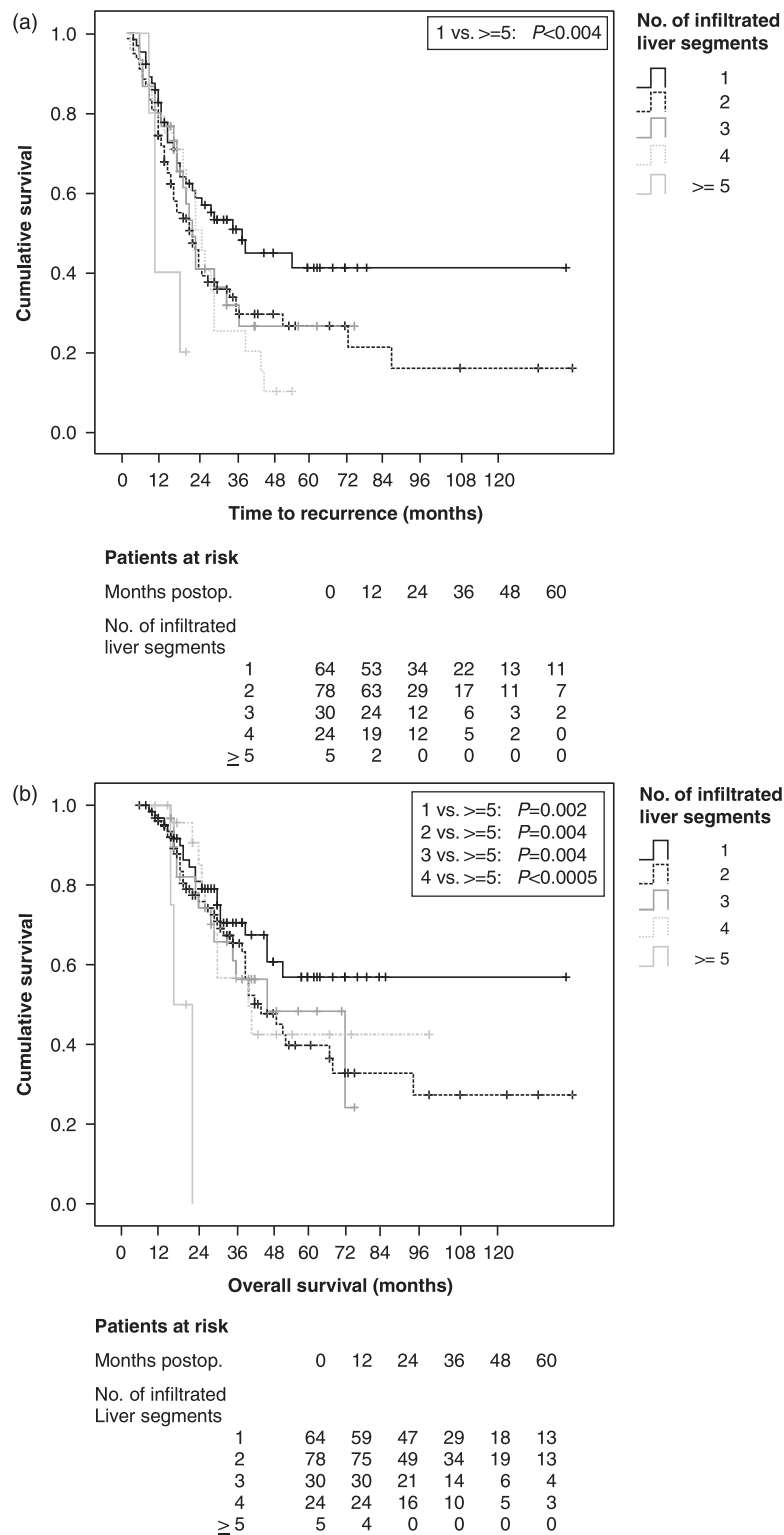 (a)
1 vs. >=5: P<0.004
No. of infiltrated
liver segments
1
2
3
4
>= 5
1.0
0.8
0.6
0.4
0.2
0.0
Cumulative survival
0 12 24 36 48 60 72 84 96 108 120
Time to recurrence (months)
Patients at risk
Months postop. 0 12 24 36 48 60
No. of infiltrated
liver segments
1 64 53 34 22 13 11
2 78 63 29 17 11 7
3 30 24 12 6 3 2
4 24 19 12 5 2 0
≥ 5 5 2 0 0 0 0
(b)
1 vs. >=5: P=0.002
2 vs. >=5: P=0.004
3 vs. >=5: P=0.004
4 vs. >=5: P<0.0005
No. of infiltrated
liver segments
1
2
3
4
>= 5
1.0
0.8
0.6
0.4
0.2
0.0
Cumulative survival
0 12 24 36 48 60 72 84 96 108 120
Overall survival (months)
Patients at risk
Months postop. 0 12 24 36 48 60
No. of infiltrated
Liver segments
1 64 59 47 29 18 13
2 78 75 49 34 19 13
3 30 30 21 14 6 4
4 24 24 16 10 5 3
≥ 5 5 4 0 0 0 0